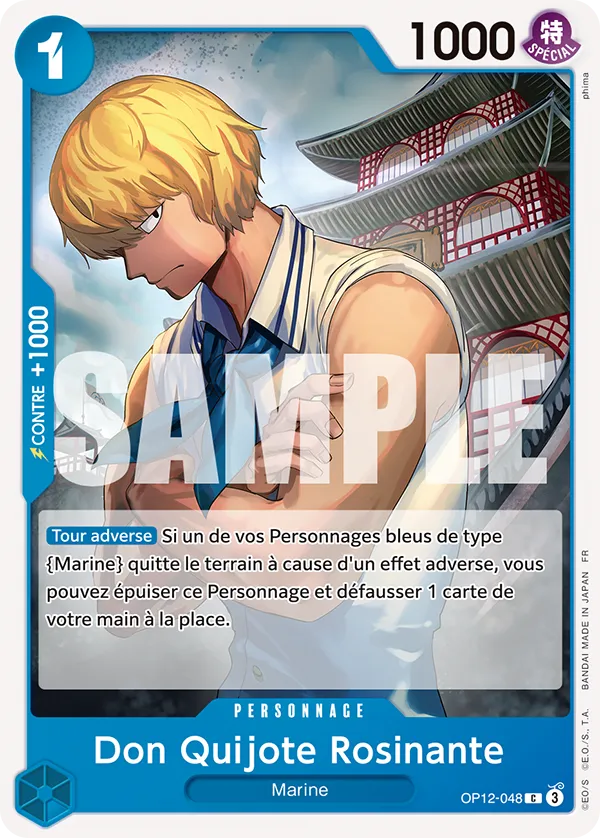 1
1000
特
SPÉCIAL
phima
CONTRE +1000
SAMPLE
Tour adverse Si un de vos Personnages bleus de type
{Marine} quitte le terrain à cause d'un effet adverse, vous
pouvez épuiser ce Personnage et défausser 1 carte de
votre main à la place.
PERSONNAGE
Don Quijote Rosinante
Marine
OP12-048 C 3
©EO/S ©E.O./S., T.A. BANDAI MADE IN JAPAN FR